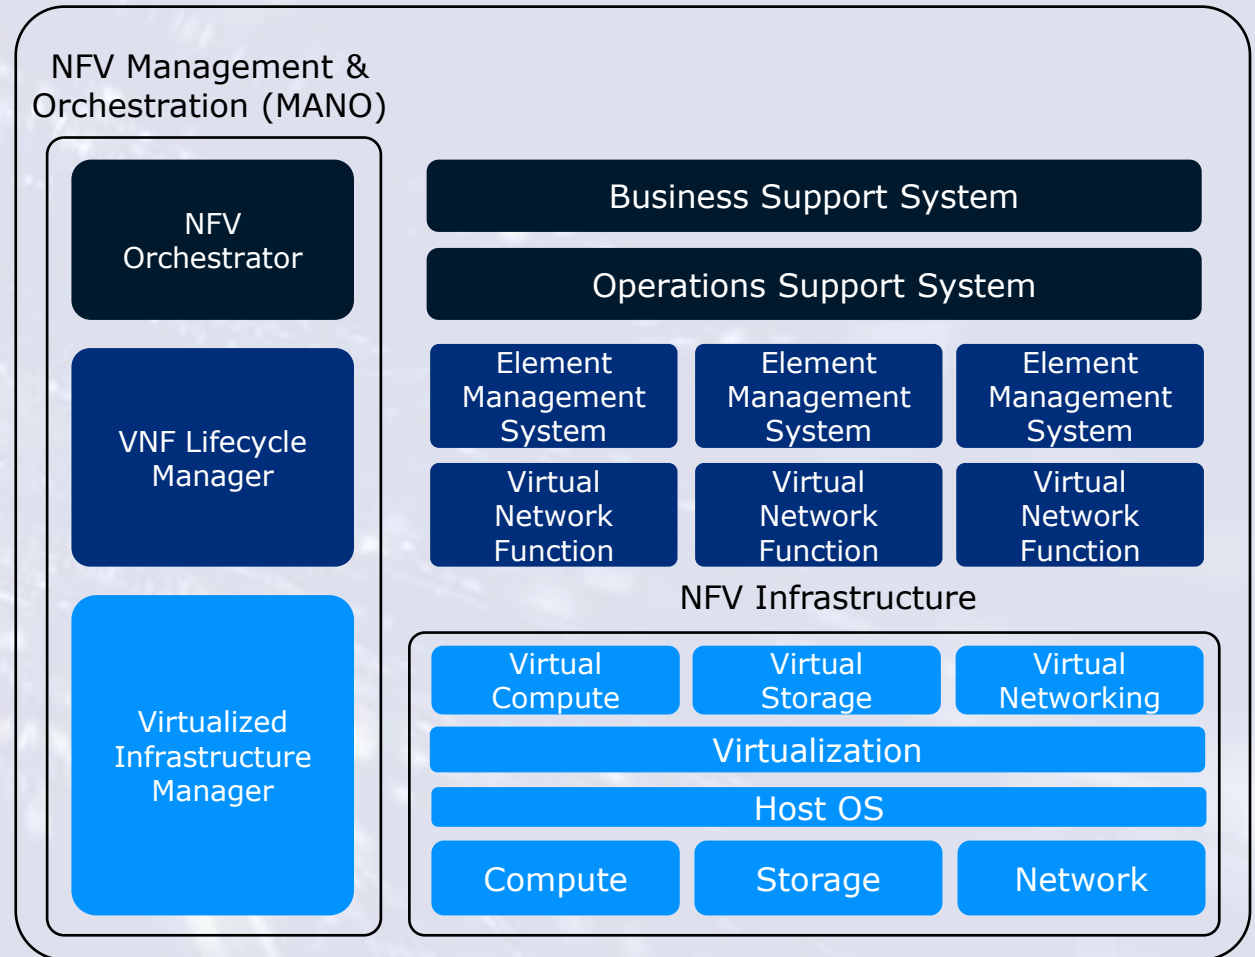 NFV Management &
Orchestration (MANO)
NFV
Orchestrator
VNF Lifecycle
Manager
Virtualized
Infrastructure
Manager
Business Support System
Operations Support System
Element
Management
System
Element
Management
System
Element
Management
System
Virtual
Network
Function
Virtual
Network
Function
Virtual
Network
Function
NFV Infrastructure
Virtual
Compute
Virtual
Storage
Virtual
Networking
Virtualization
Host OS
Compute
Storage
Network